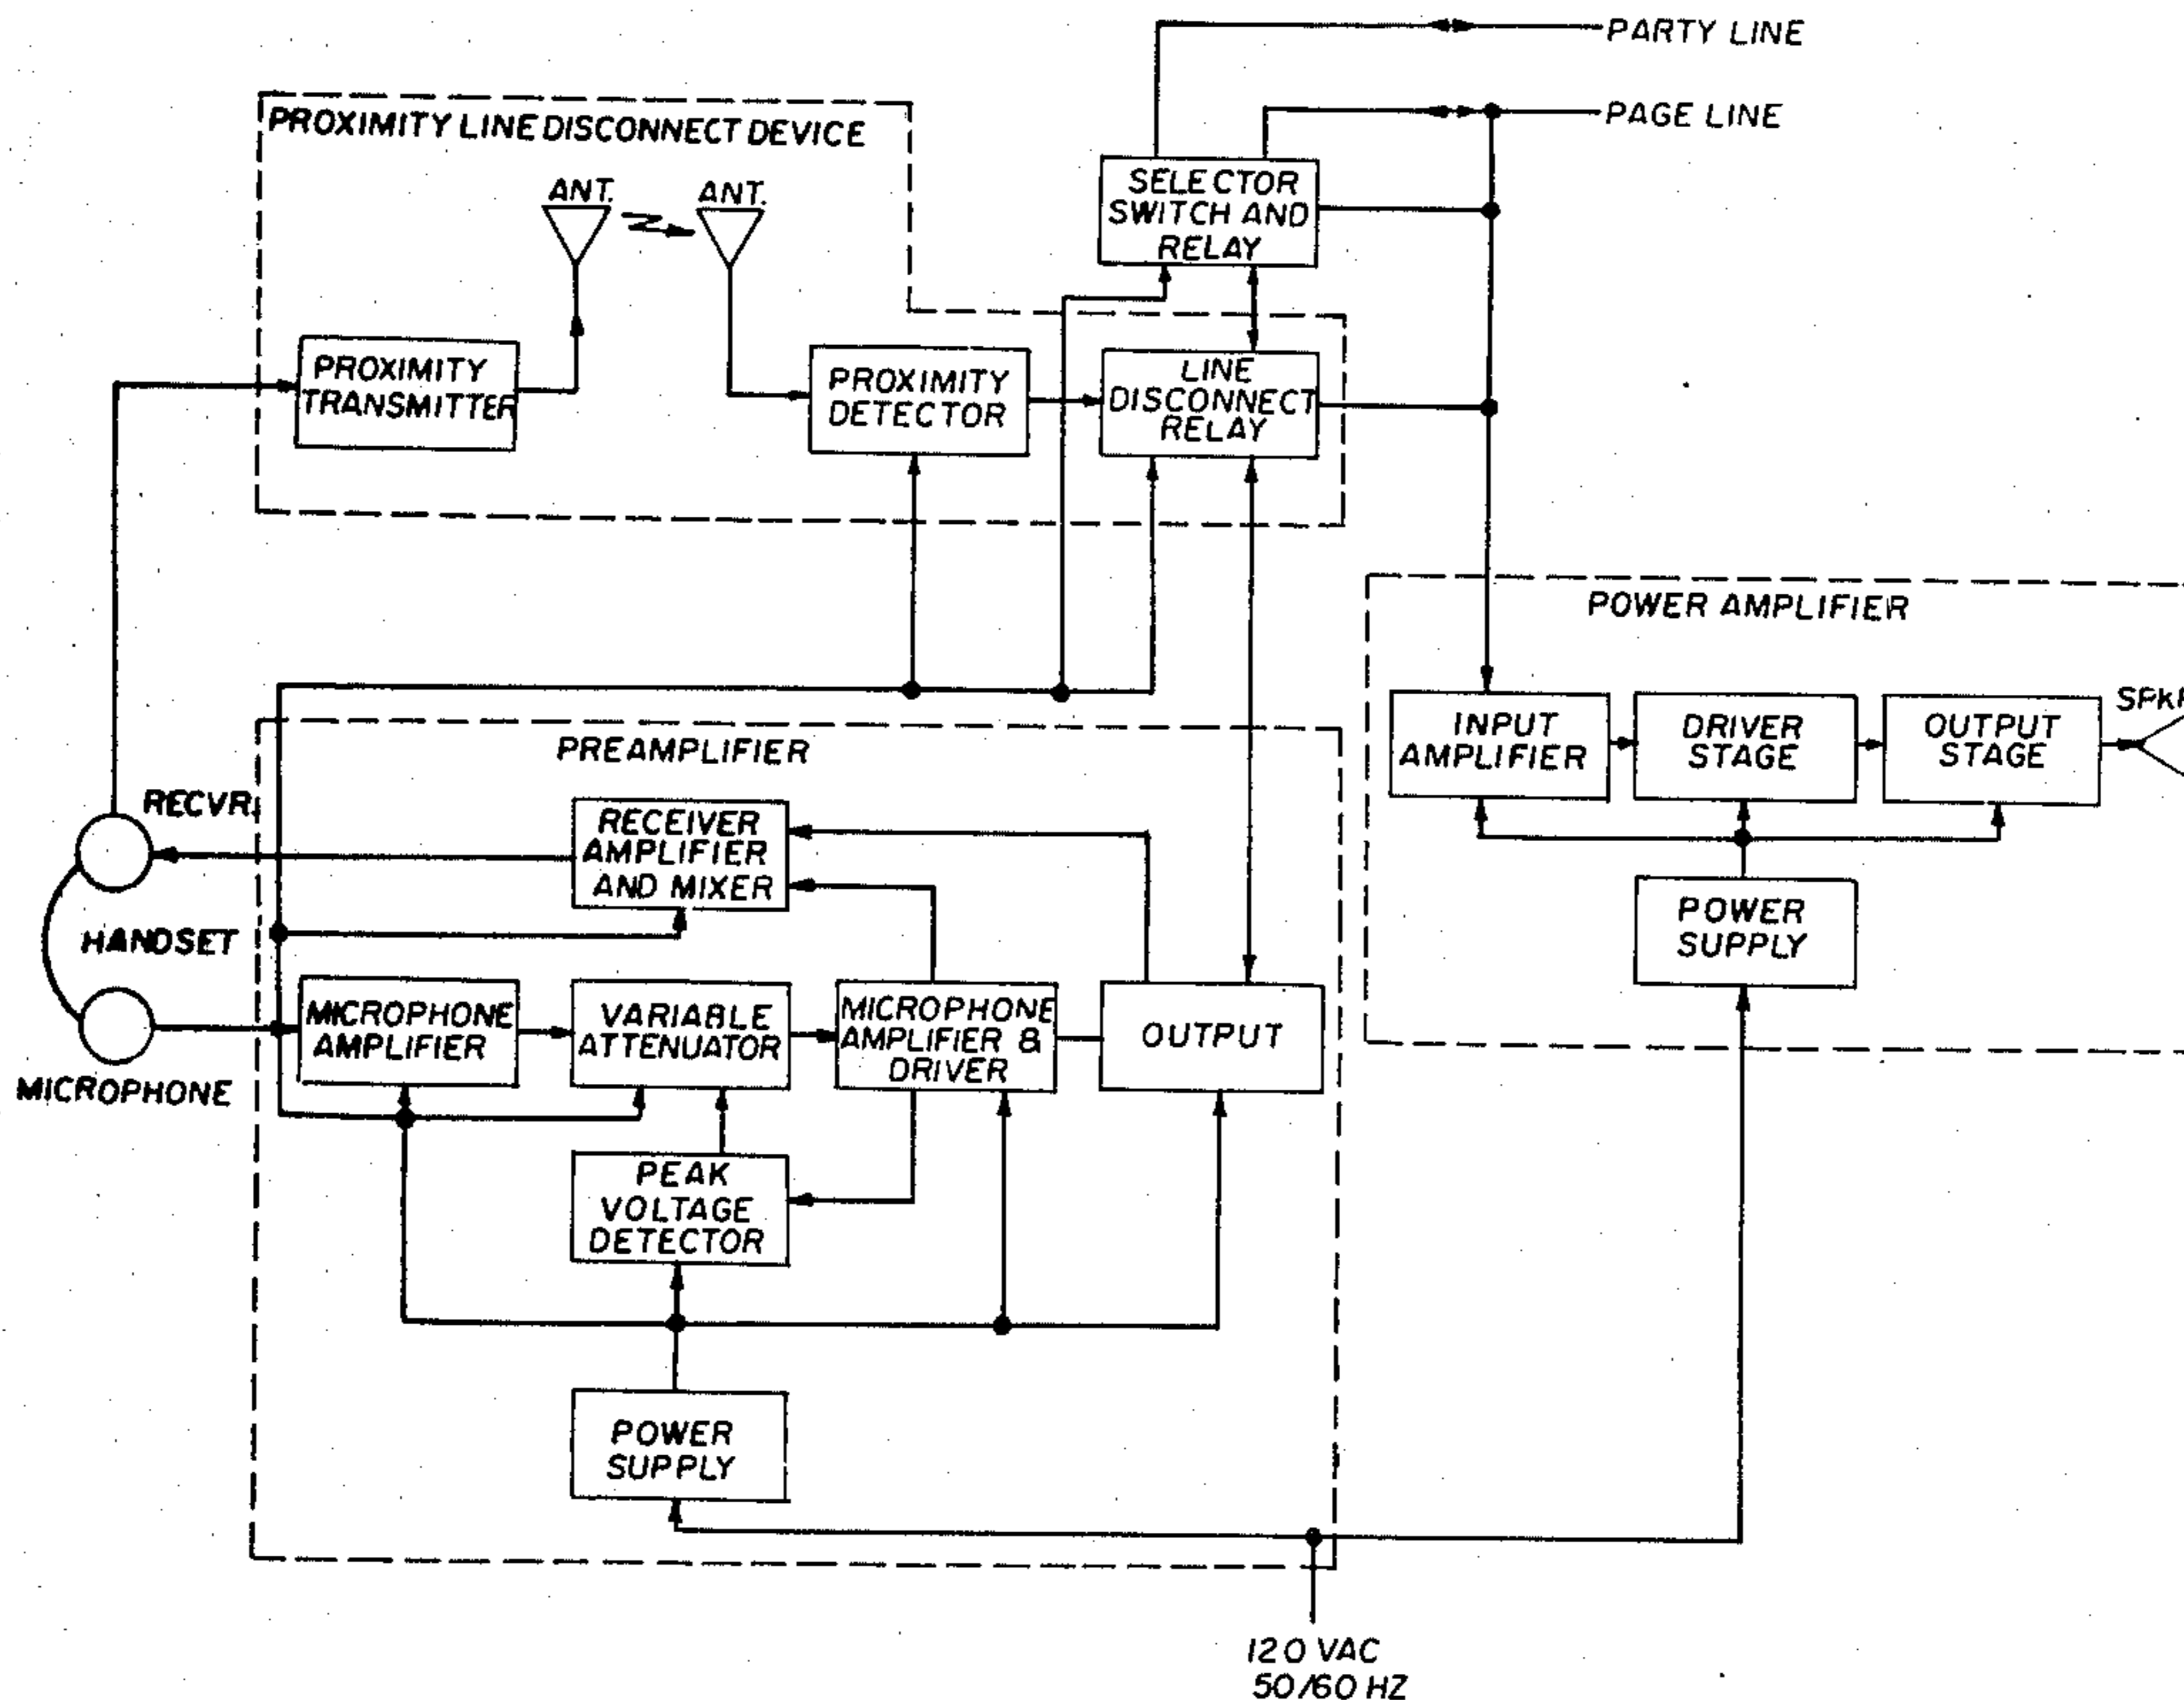 PARTY LINE
PAGE LINE
PROXIMITY LINE DISCONNECT DEVICE
ANT.
ANT.
SELECTOR
SWITCH AND
RELAY
PROXIMITY
TRANSMITTER
PROXIMITY
DETECTOR
LINE
DISCONNECT
RELAY
POWER AMPLIFIER
INPUT
AMPLIFIER
DRIVER
STAGE
OUTPUT
STAGE
POWER
SUPPLY
PREAMPLIFIER
RECVR.
HANDSET
MICROPHONE
RECEIVER
AMPLIFIER
AND MIXER
MICROPHONE
AMPLIFIER
VARIABLE
ATTENUATOR
MICROPHONE
AMPLIFIER &
DRIVER
OUTPUT
PEAK
VOLTAGE
DETECTOR
POWER
SUPPLY
120 VAC
50/60 HZ